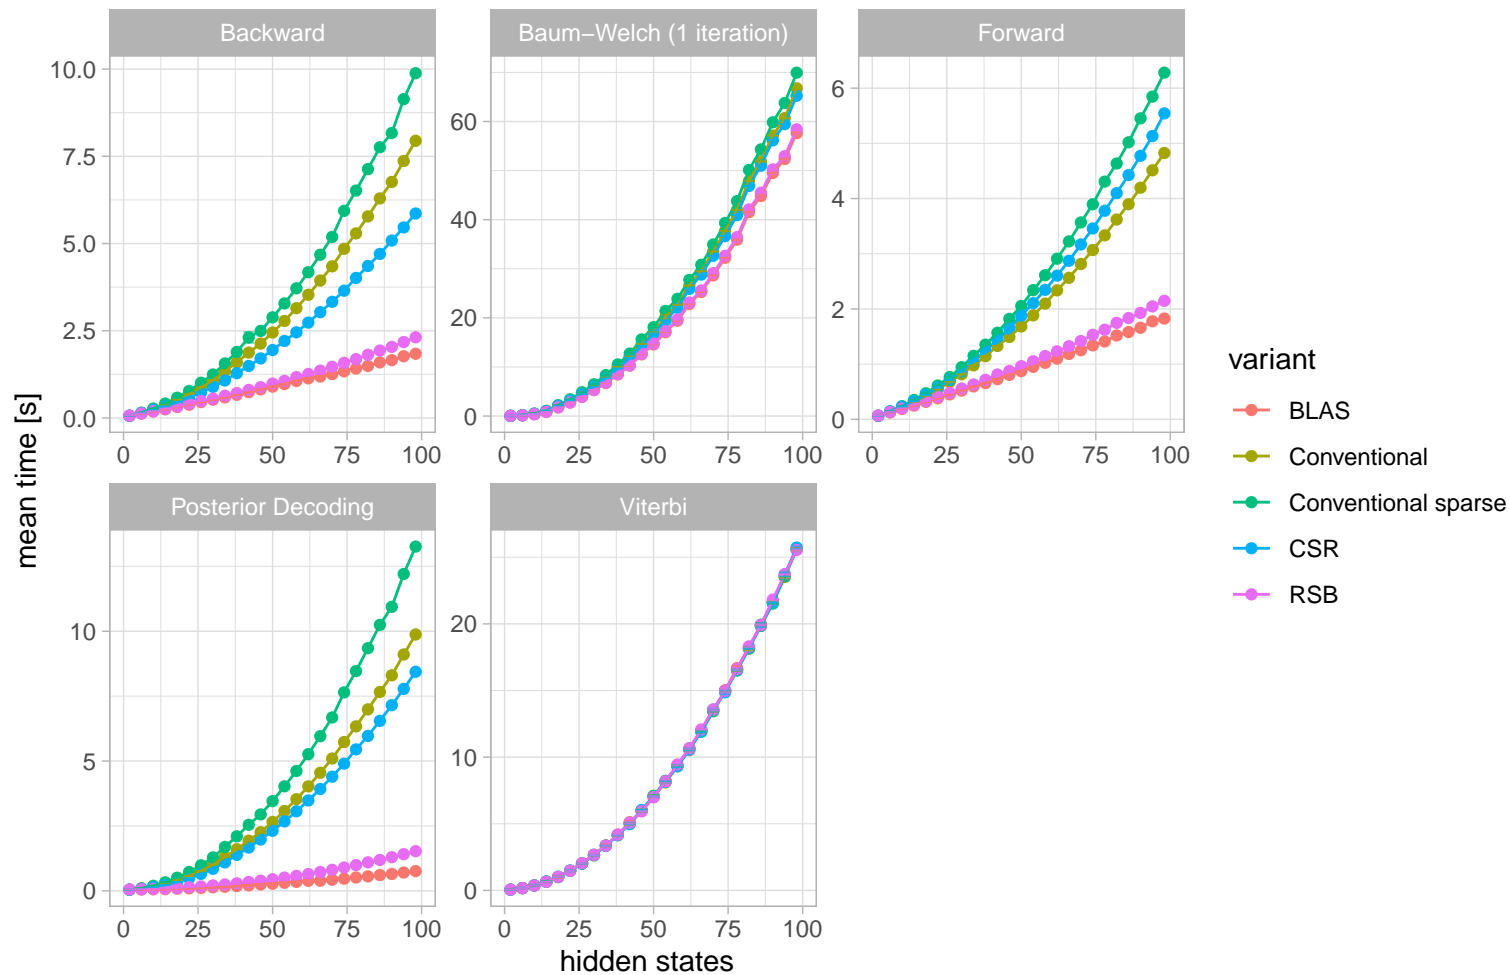 Backward
Baum−Welch (1 iteration)
Forward
10.0
7.5
5.0
2.5
0.0
60
40
20
0
6
4
2
0
0 25 50 75 100
0 25 50 75 100
0 25 50 75 100
mean time [s]
Posterior Decoding
Viterbi
10
5
0
20
10
0
0 25 50 75 100
0 25 50 75 100
hidden states
variant
BLAS
Conventional
Conventional sparse
CSR
RSB